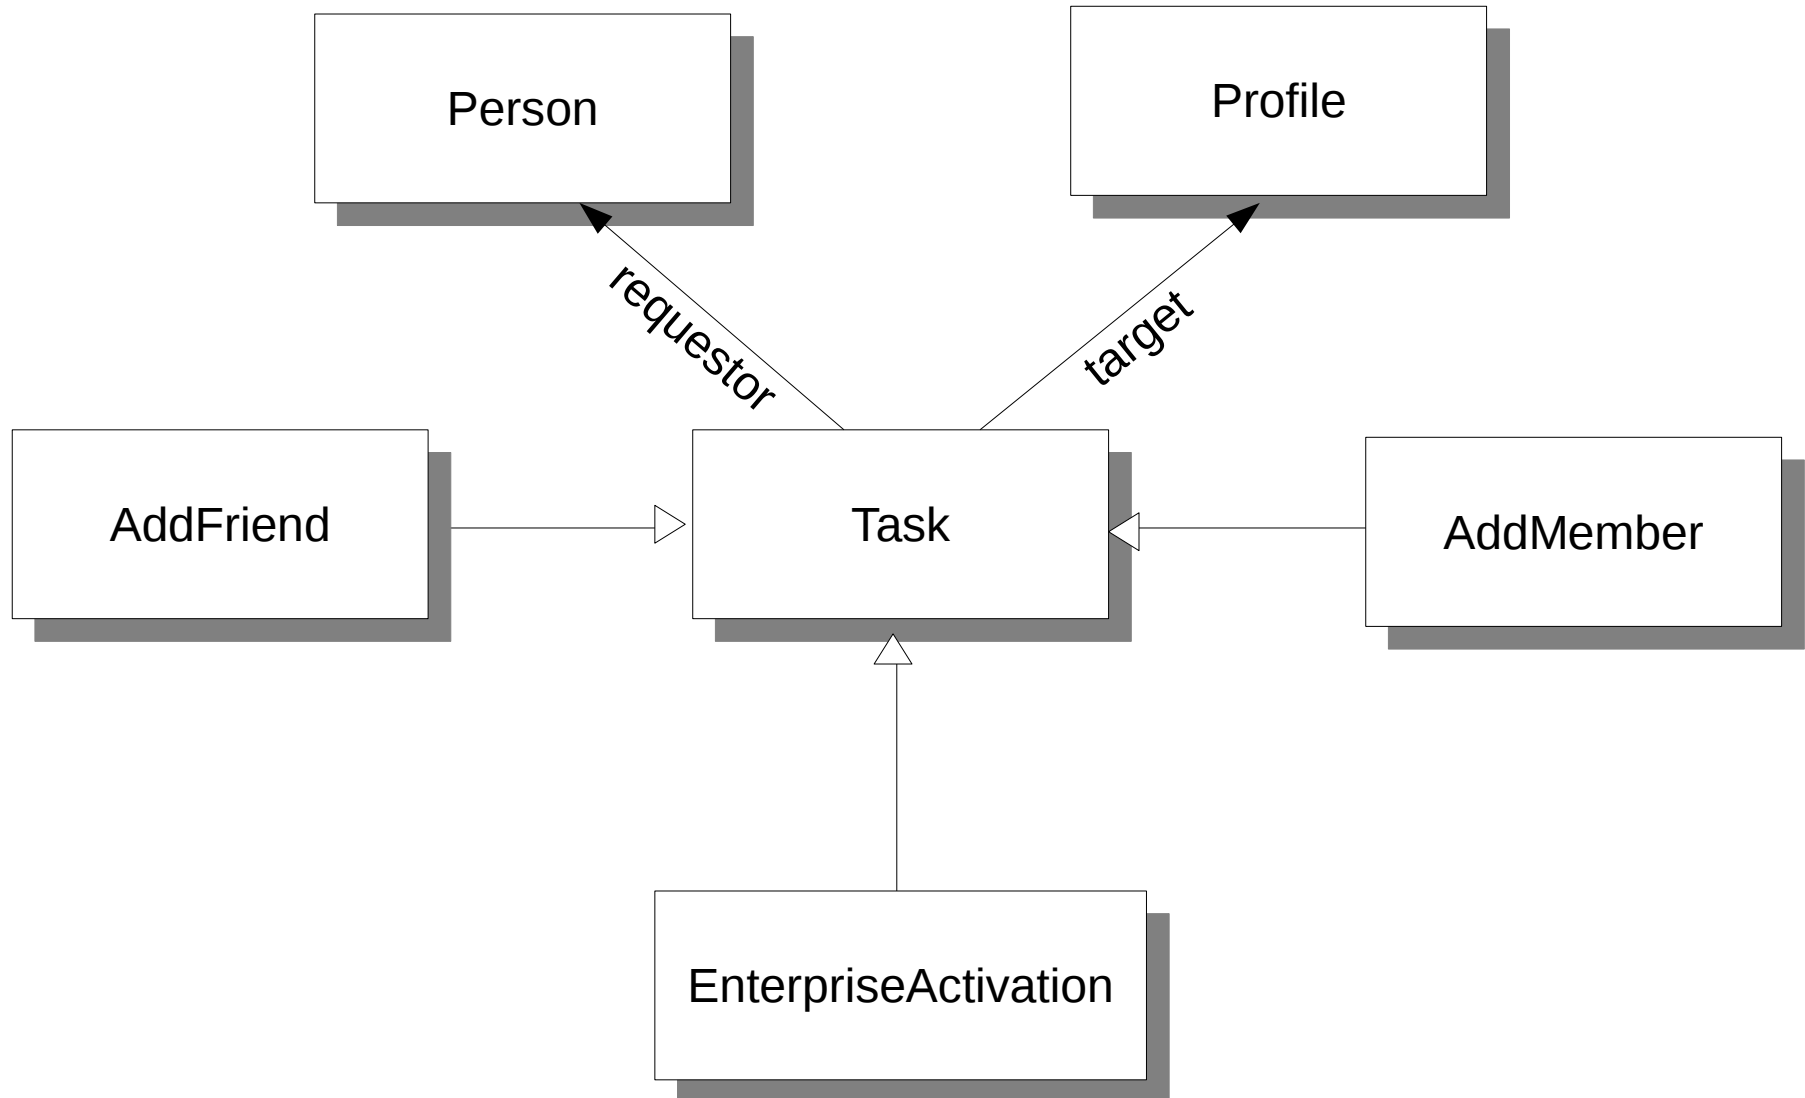 Person
Profile
requestor
target
AddFriend
Task
AddMember
EnterpriseActivation